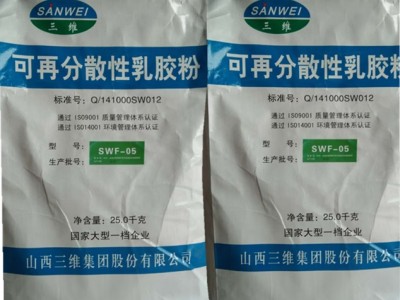 SANWEI
三维
可再分散性乳胶粉
标准号：Q/141000SW012
通过 ISO9001 质量管理体系认证
通过 ISO14001 环境管理体系认证
型 号：
SWF-05
生产批号：
净含量：25.0千克
国家大型一档企业
山西三维集团股份有限公司
SANWEI
三维
可再分散性乳胶粉
标准号：Q/141000SW012
通过 ISO9001 质量管理体系认证
通过 ISO14001 环境管理体系认证
型 号：
SWF-05
生产批号：
净含量：25.0千克
国家大型一档企业
山西三维集团股份有限公司